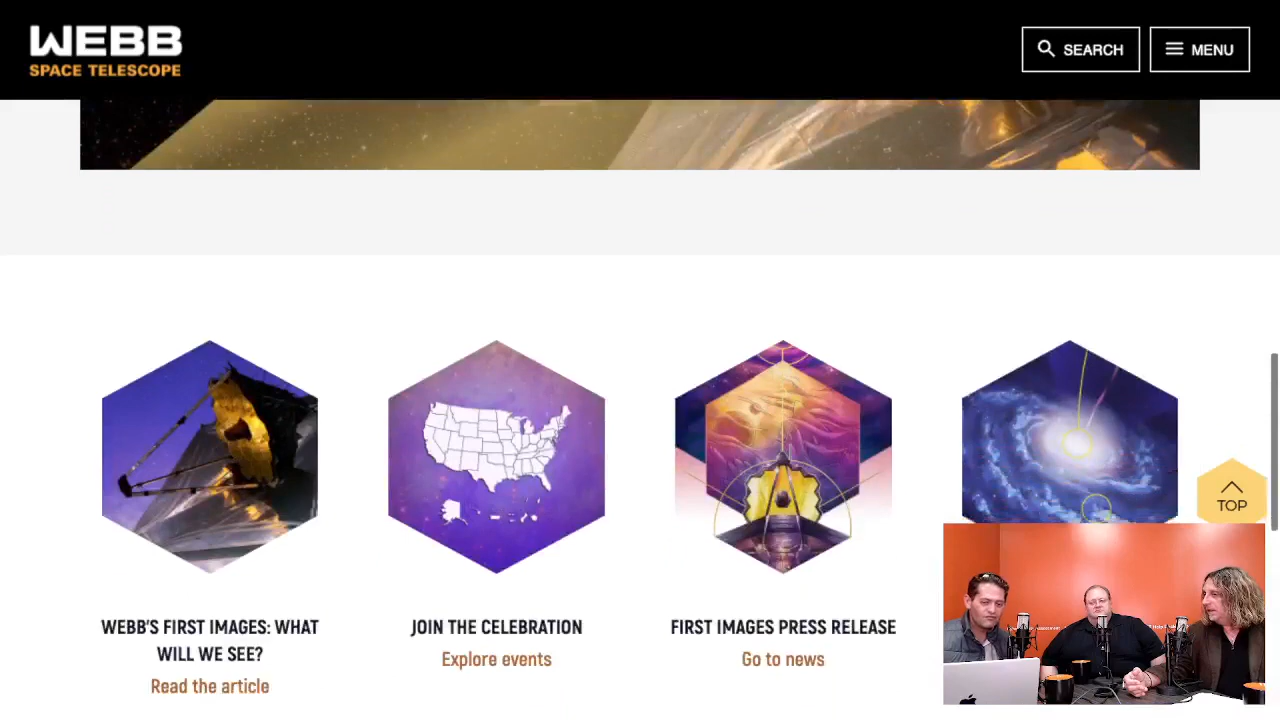 WEBB
SPACE TELESCOPE
SEARCH
MENU
TOP
WEBB'S FIRST IMAGES: WHAT
WILL WE SEE?
Read the article
JOIN THE CELEBRATION
Explore events
FIRST IMAGES PRESS RELEASE
Go to news